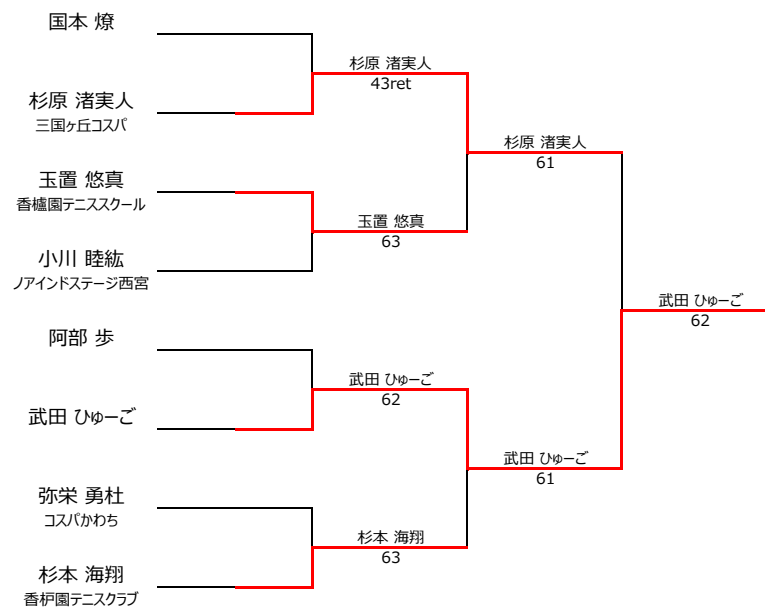 国本 燎
杉原 渚実人
三国ヶ丘コスパ
玉置 悠真
香櫨園テニススクール
小川 睦紘
ノアインドステージ西宮
阿部 歩
武田 ひゅーご
弥栄 勇杜
コスパかわち
杉本 海翔
香枦園テニスクラブ
杉原 渚実人
43ret
玉置 悠真
63
武田 ひゅーご
62
杉本 海翔
63
杉原 渚実人
61
武田 ひゅーご
61
武田 ひゅーご
62